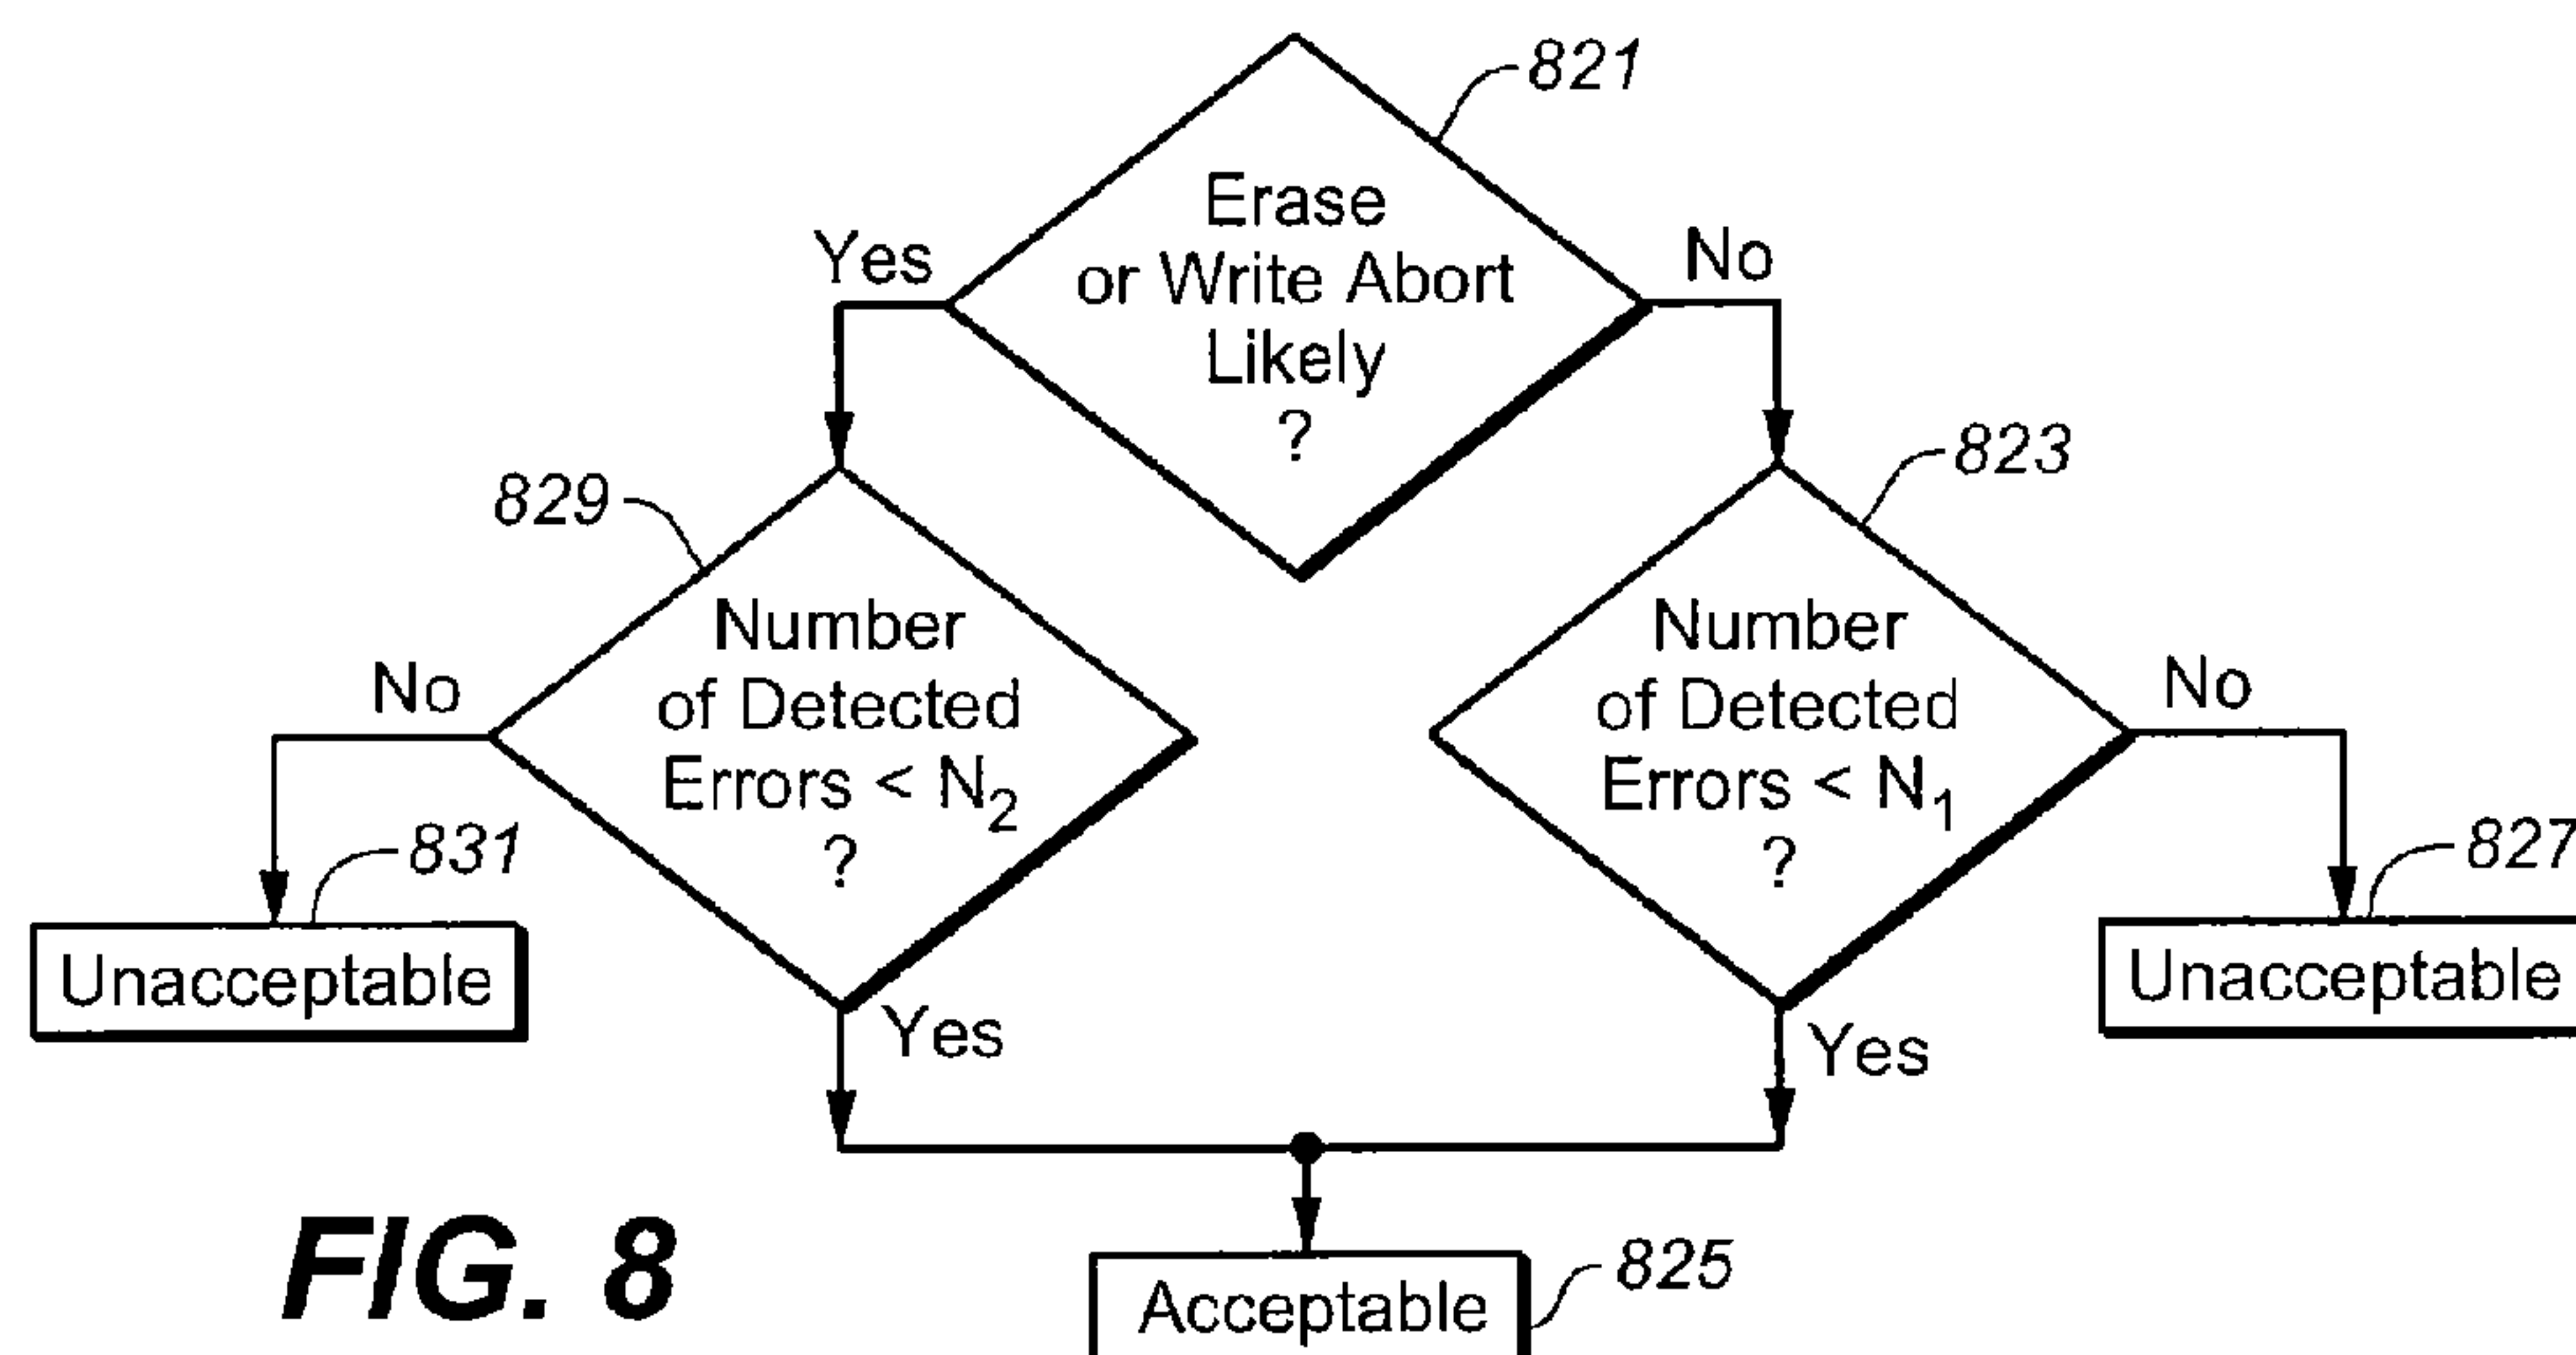 821
Erase
or Write Abort
Likely
?
Yes
No
829
823
Number
of Detected
Errors < N₂
?
Number
of Detected
Errors < N₁
?
No
No
831
827
Unacceptable
Unacceptable
Yes
Yes
FIG. 8
825
Acceptable